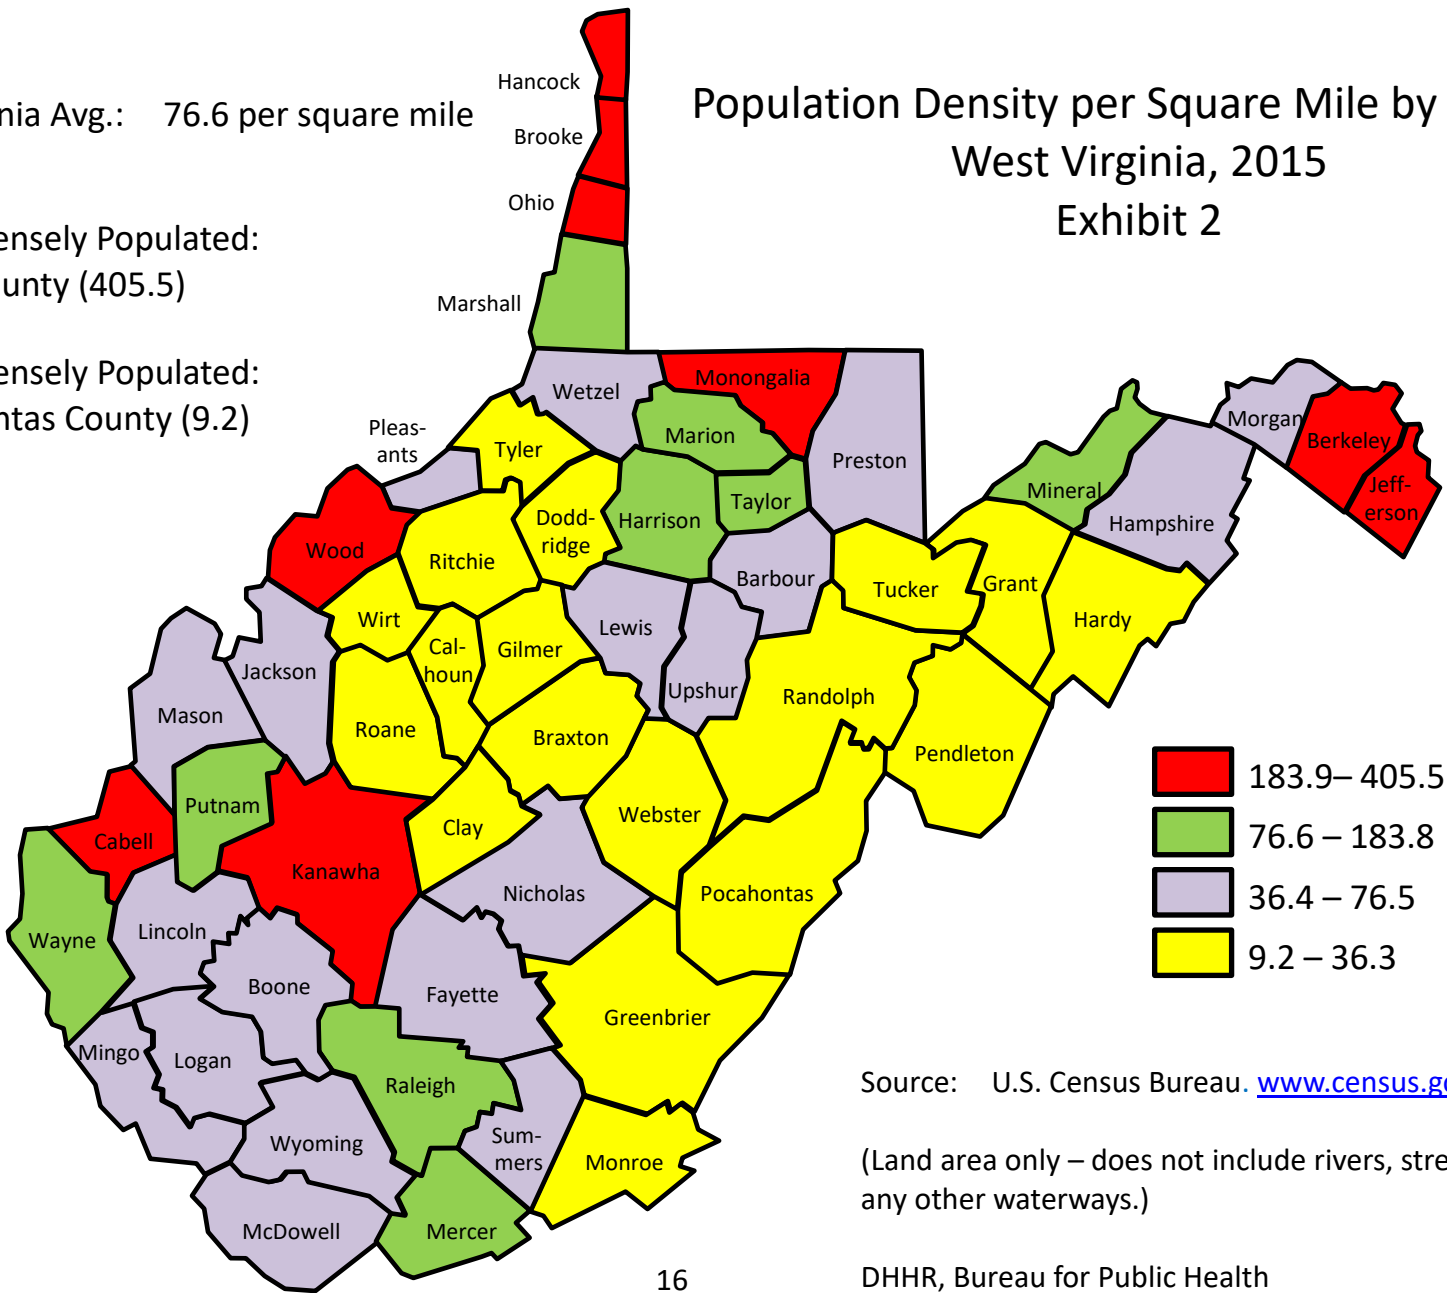 nia Avg.: 76.6 per square mile
ensely Populated:
unty (405.5)
ensely Populated:
ntas County (9.2)
Population Density per Square Mile by
West Virginia, 2015
Exhibit 2
Hancock
Brooke
Ohio
Marshall
Wetzel
Monongalia
Marion
Preston
Pleas-
ants
Tyler
Dodd-
ridge
Harrison
Taylor
Mineral
Hampshire
Morgan
Berkeley
Jeff-
erson
Wood
Ritchie
Wirt
Cal-
houn
Gilmer
Lewis
Barbour
Upshur
Tucker
Grant
Hardy
Jackson
Mason
Roane
Braxton
Randolph
Pendleton
Putnam
Cabell
Kanawha
Clay
Webster
Nicholas
Pocahontas
Wayne
Lincoln
Boone
Fayette
Greenbrier
Mingo
Logan
Raleigh
Wyoming
Sum-
mers
Monroe
McDowell
Mercer
183.9– 405.5
76.6 – 183.8
36.4 – 76.5
9.2 – 36.3
Source: U.S. Census Bureau. www.census.go
(Land area only – does not include rivers, stre
any other waterways.)
16
DHHR, Bureau for Public Health